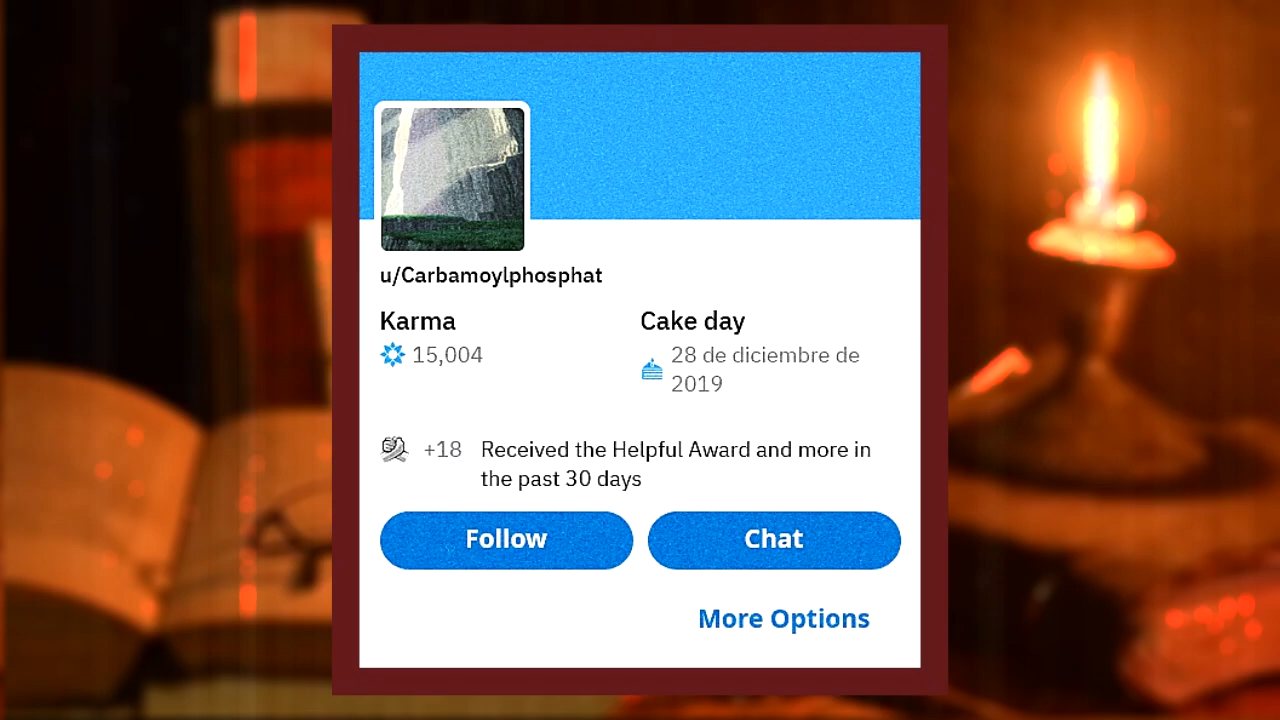 u/Carbamoylphosphat
Karma
Cake day
15,004
28 de diciembre de
2019
+18
Received the Helpful Award and more in
the past 30 days
Follow
Chat
More Options